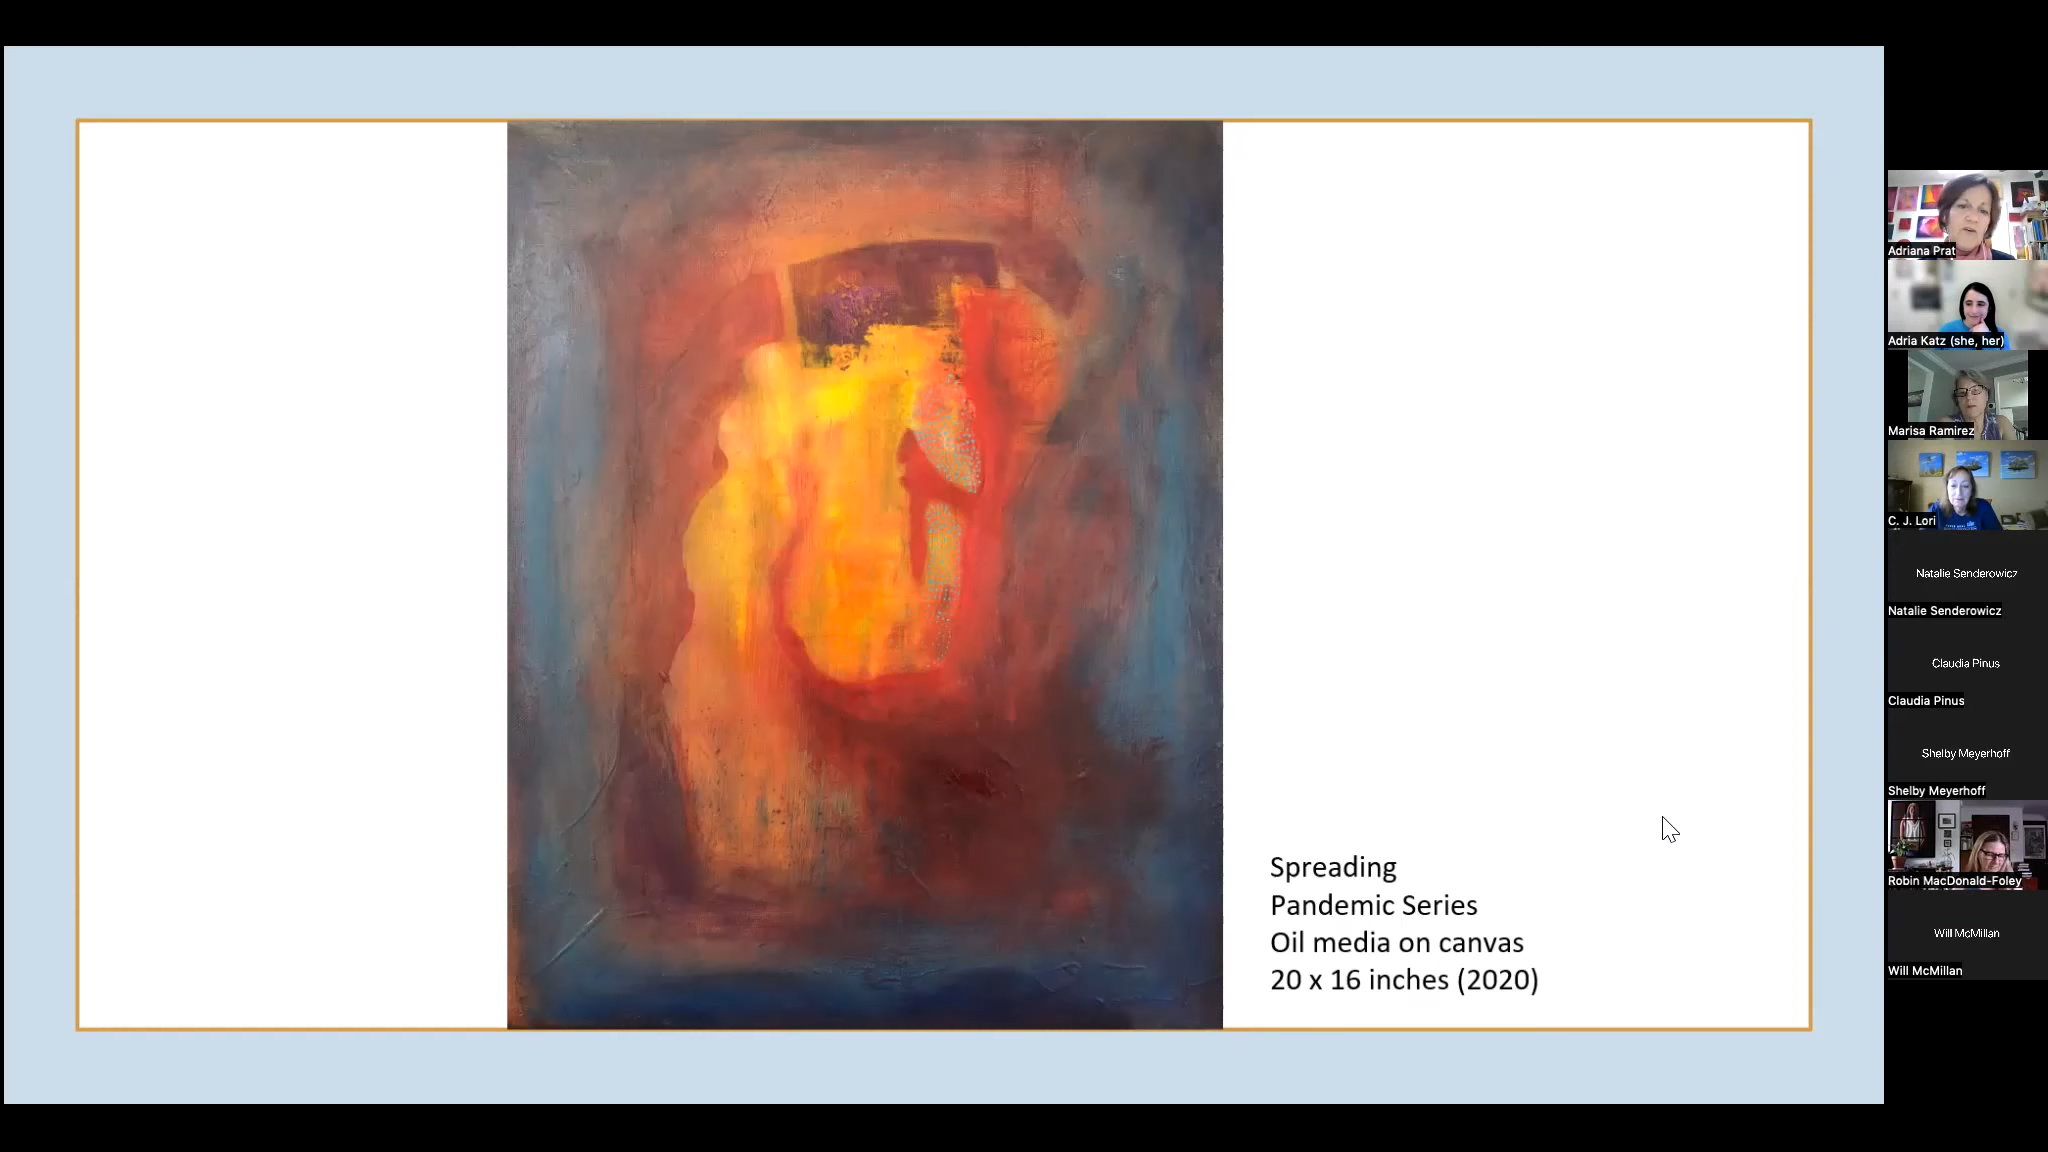 Spreading
Pandemic Series
Oil media on canvas
20 x 16 inches (2020)
Adriana Prat
Adria Katz (she, her)
Marisa Ramirez
C. J. Lori
Natalie Senderowicz
Natalie Senderowicz
Claudia Pinus
Claudia Pinus
Shelby Meyerhoff
Shelby Meyerhoff
Robin MacDonald-Foley
Will McMillan
Will McMillan